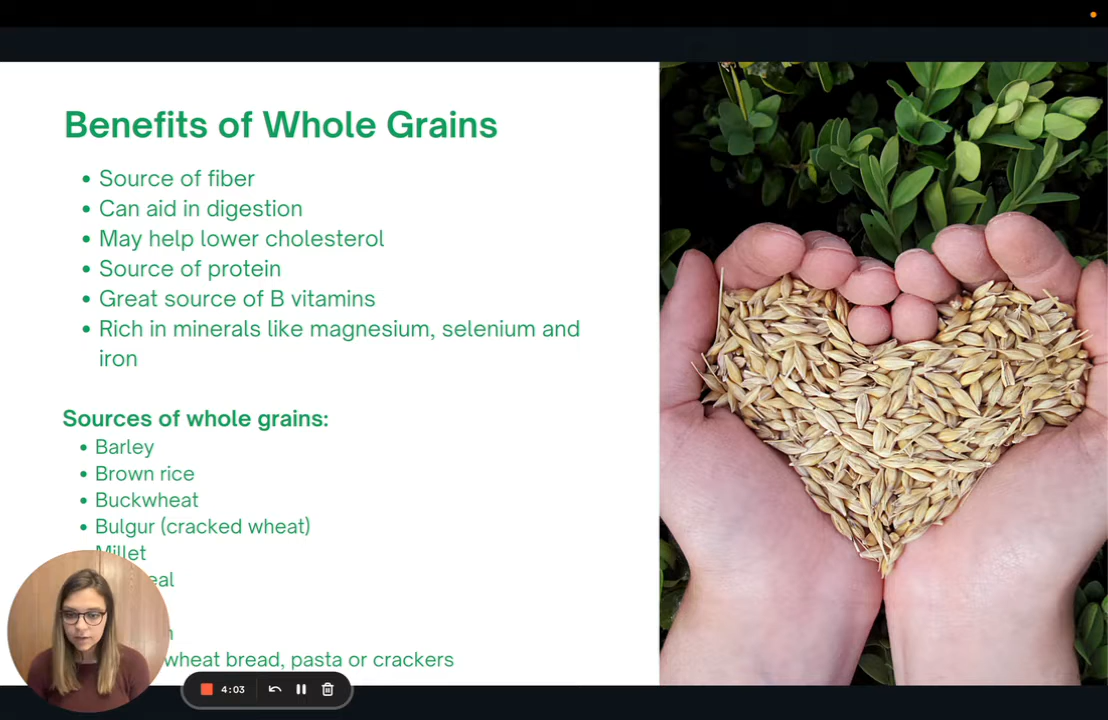 Benefits of Whole Grains
• Source of fiber
• Can aid in digestion
• May help lower cholesterol
• Source of protein
• Great source of B vitamins
• Rich in minerals like magnesium, selenium and
iron
Sources of whole grains:
• Barley
• Brown rice
• Buckwheat
• Bulgur (cracked wheat)
• Millet
wheat bread, pasta or crackers
4:03